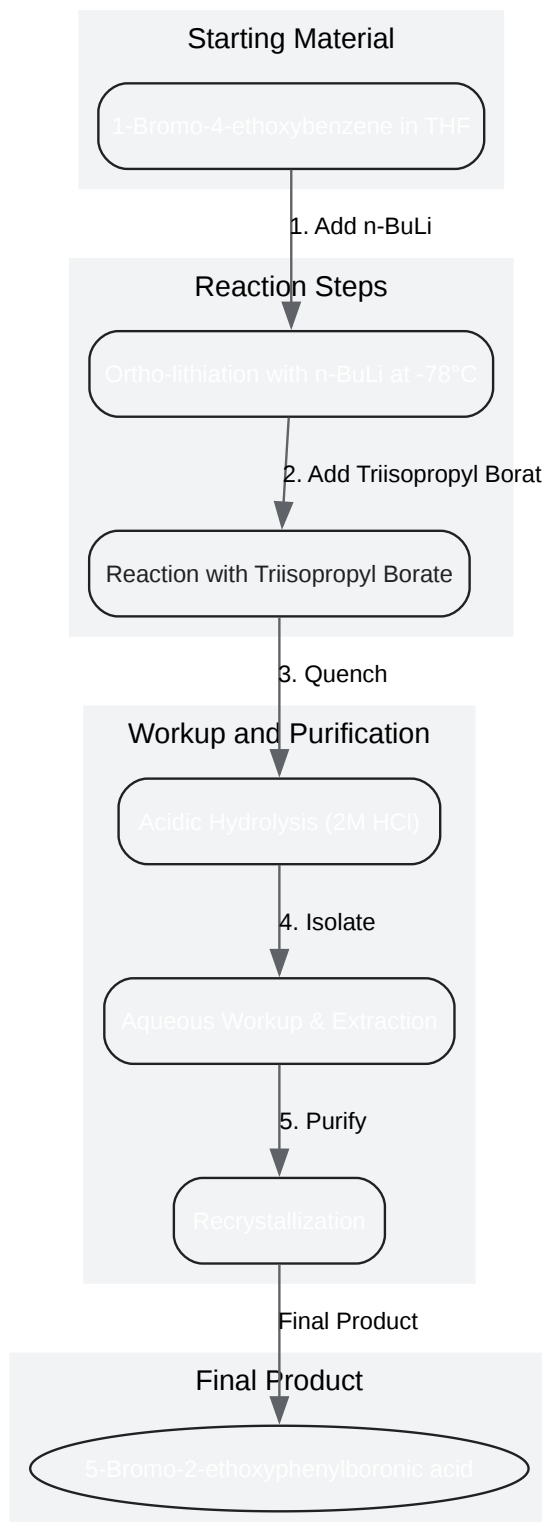 Starting Material
1-Bromo-4-ethoxybenzene in THF
1. Add n-BuLi
Reaction Steps
Ortho-lithiation with n-BuLi at -78°C
2. Add Triisopropyl Borat
Reaction with Triisopropyl Borate
3. Quench
Workup and Purification
Acidic Hydrolysis (2M HCl)
4. Isolate
Aqueous Workup & Extraction
5. Purify
Recrystallization
Final Product
Final Product
5-Bromo-2-ethoxyphenylboronic acid